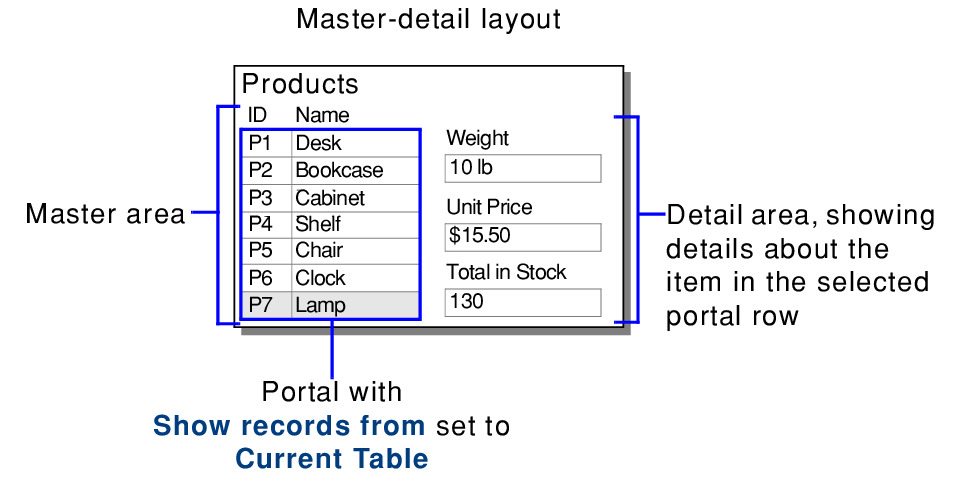 Master-detail layout
Products
ID Name
P1 Desk
P2 Bookcase
P3 Cabinet
P4 Shelf
P5 Chair
P6 Clock
P7 Lamp
Weight
10 lb
Unit Price
$15.50
Total in Stock
130
Master area
Detail area, showing
details about the
item in the selected
portal row
Portal with
Show records from set to
Current Table